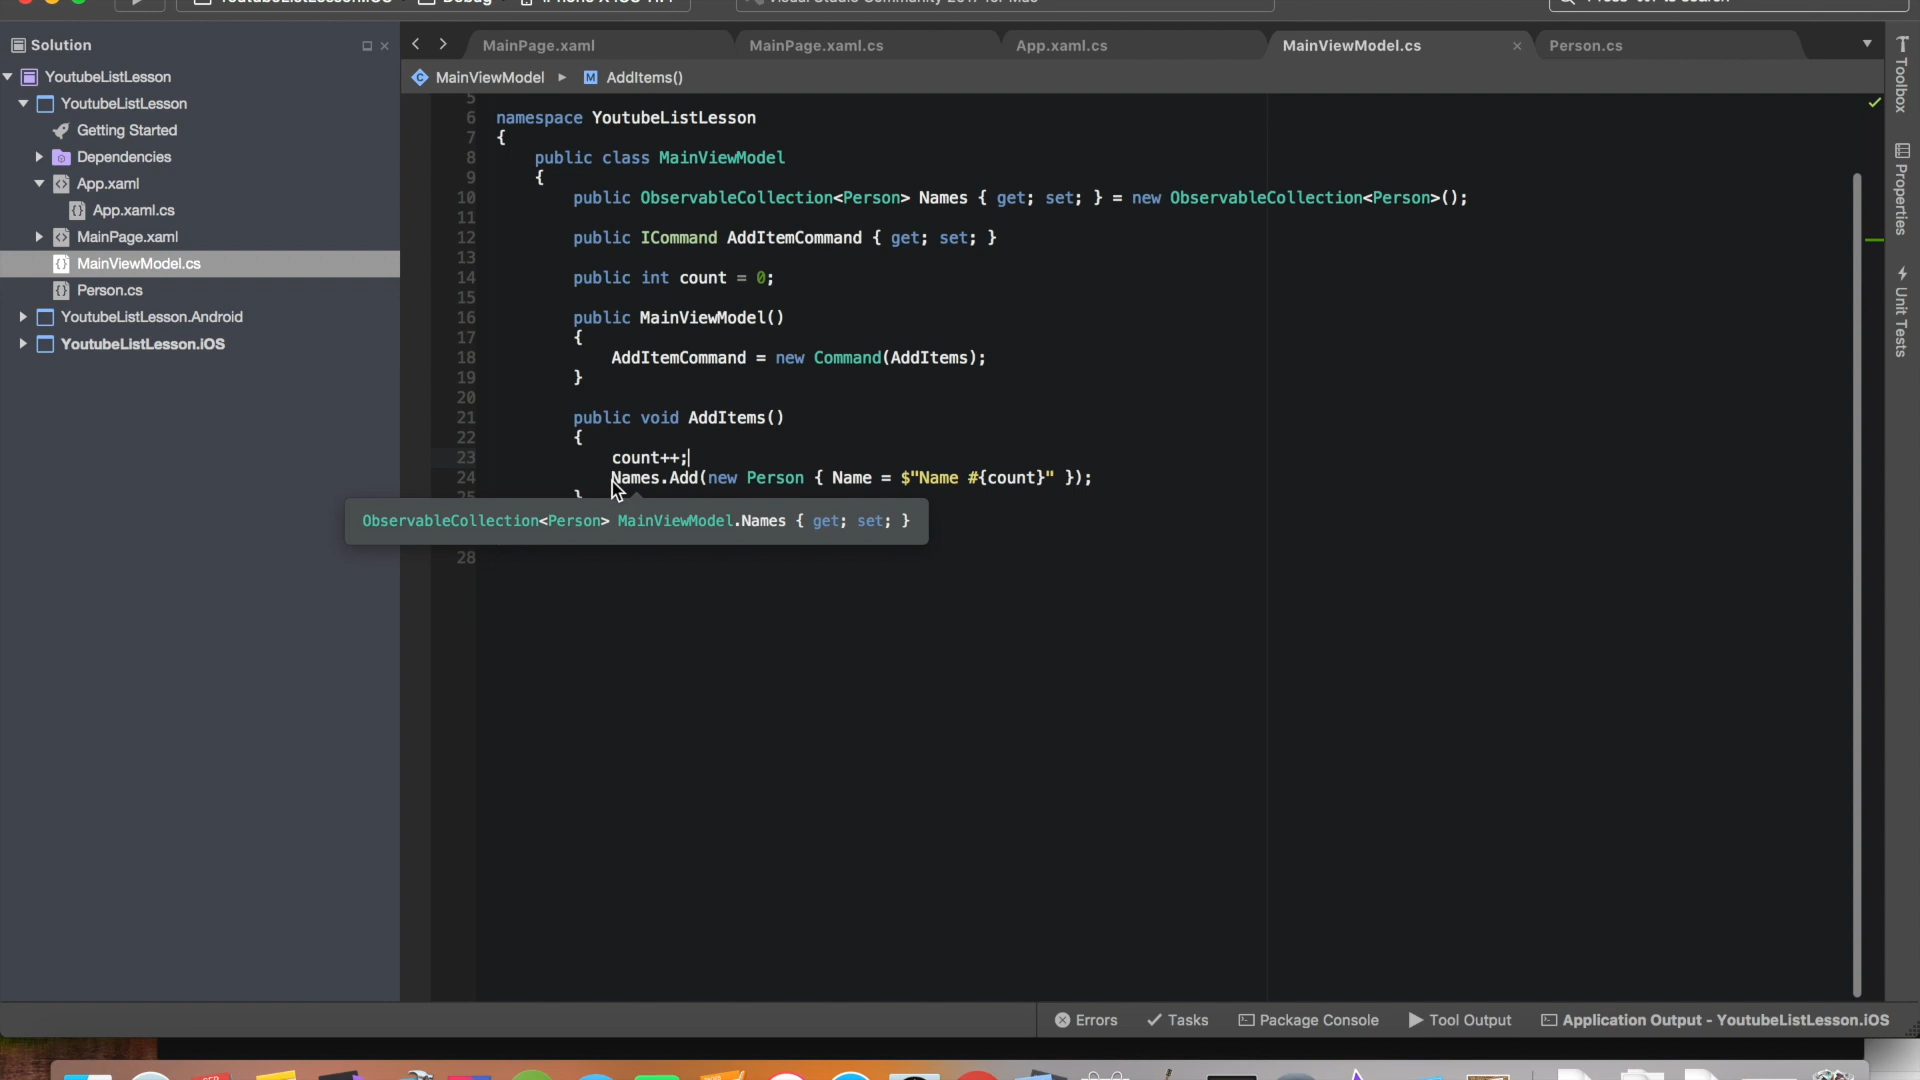 Solution
YoutubeListLesson
YoutubeListLesson
Getting Started
Dependencies
App.xaml
App.xaml.cs
MainPage.xaml
MainViewModel.cs
Person.cs
YoutubeListLesson.Android
YoutubeListLesson.iOS
MainPage.xaml
MainPage.xaml.cs
App.xaml.cs
MainViewModel.cs
Person.cs
MainViewModel
AddItems()
5
6 namespace YoutubeListLesson
7 {
8 public class MainViewModel
9 {
10 public ObservableCollection<Person> Names { get; set; } = new ObservableCollection<Person>();
11
12 public ICommand AddItemCommand { get; set; }
13
14 public int count = 0;
15
16 public MainViewModel()
17 {
18 AddItemCommand = new Command(AddItems);
19 }
20
21 public void AddItems()
22 {
23 count++;
24 Names.Add(new Person { Name = $"Name #{count}" });
25 }
ObservableCollection<Person> MainViewModel.Names { get; set; }
28
Toolbox
Properties
Unit Tests
Errors
Tasks
Package Console
Tool Output
Application Output - YoutubeListLesson.iOS